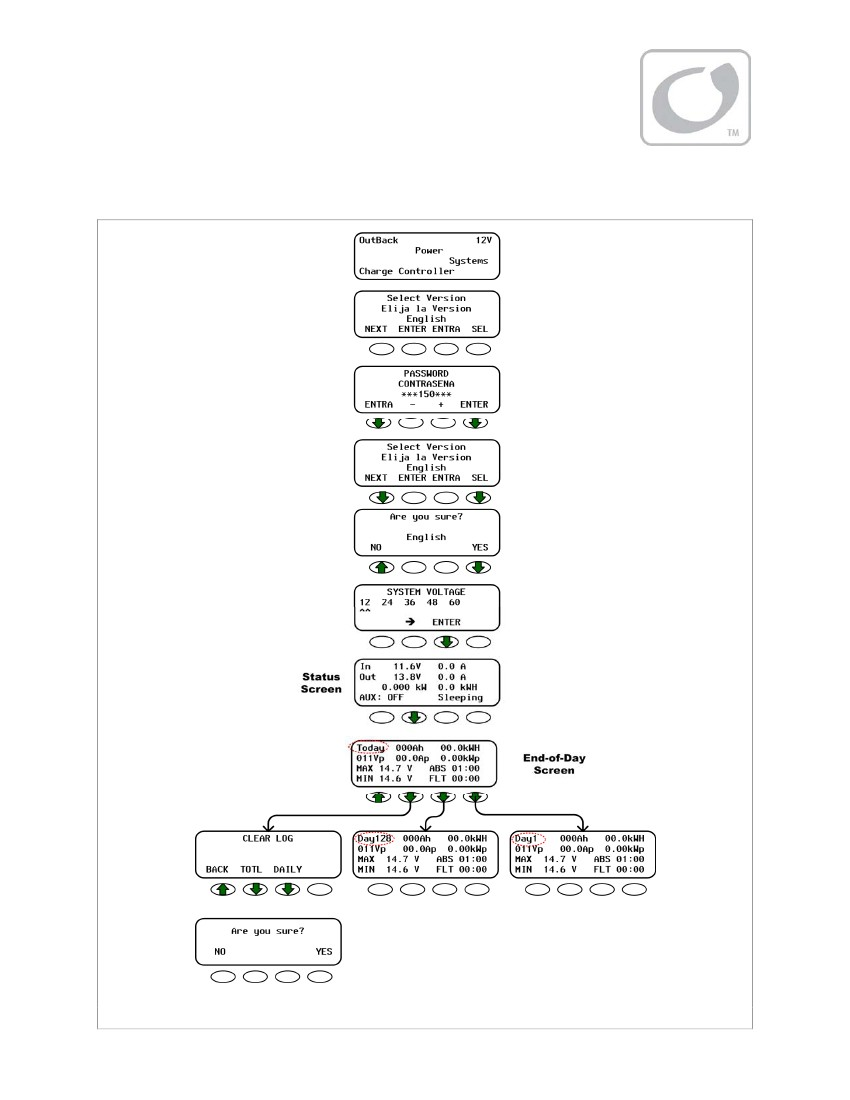 TM
OutBack 12V
Power
Systems
Charge Controller
Select Version
Elija la Version
English
NEXT ENTER ENTRA SEL
PASSWORD
CONTRASENA
***150***
ENTRA - + ENTER
Select Version
Elija la Version
English
NEXT ENTER ENTRA SEL
Are you sure?
English
NO YES
SYSTEM VOLTAGE
12 24 36 48 60
^^
➔ ENTER
Status
Screen
In 11.6V 0.0 A
Out 13.8V 0.0 A
0.000 kW 0.0 kWH
AUX: OFF Sleeping
Today 000Ah 00.0kWH
011Vp 00.0Ap 0.00kWp
MAX 14.7 V ABS 01:00
MIN 14.6 V FLT 00:00
End-of-Day
Screen
CLEAR LOG
BACK TOTL DAILY
Day128 000Ah 00.0kWH
011Vp 00.0Ap 0.00kWp
MAX 14.7 V ABS 01:00
MIN 14.6 V FLT 00:00
Day1 000Ah 00.0kWH
011Vp 00.0Ap 0.00kWp
MAX 14.7 V ABS 01:00
MIN 14.6 V FLT 00:00
Are you sure?
NO YES